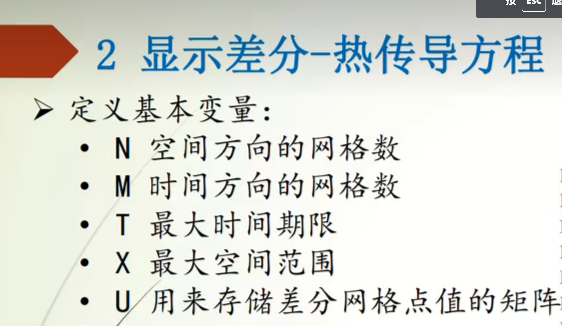 按 Esc
2 显示差分-热传导方程
定义基本变量:
• N 空间方向的网格数
• M 时间方向的网格数
• T 最大时间期限
• X 最大空间范围
• U 用来存储差分网格点值的矩阵